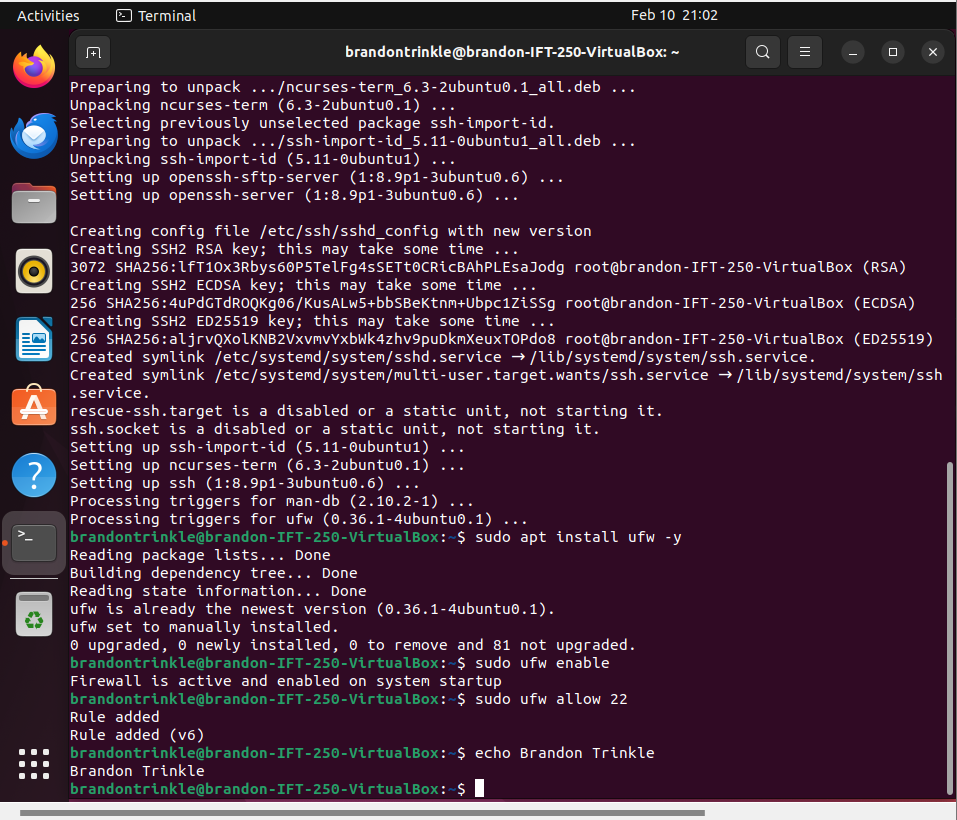 Activities
Terminal
Feb 10 21:02
brandontrinkle@brandon-IFT-250-VirtualBox: ~
Preparing to unpack .../ncurses-term_6.3-2ubuntu0.1_all.deb ...
Unpacking ncurses-term (6.3-2ubuntu0.1) ...
Selecting previously unselected package ssh-import-id.
Preparing to unpack .../ssh-import-id_5.11-0ubuntu1_all.deb ...
Unpacking ssh-import-id (5.11-0ubuntu1) ...
Setting up openssh-sftp-server (1:8.9p1-3ubuntu0.6) ...
Setting up openssh-server (1:8.9p1-3ubuntu0.6) ...
Creating config file /etc/ssh/sshd_config with new version
Creating SSH2 RSA key; this may take some time ...
3072 SHA256:lfT1Ox3Rbys60P5TelFg4sSETt0CRicBAhPLEsaJodg root@brandon-IFT-250-VirtualBox (RSA)
Creating SSH2 ECDSA key; this may take some time ...
256 SHA256:4uPdGTdROQKg06/KusALw5+bbSBeKtnm+Ubpc1ZiSSg root@brandon-IFT-250-VirtualBox (ECDSA)
Creating SSH2 ED25519 key; this may take some time ...
256 SHA256:aljrvQXolKNB2VxvmvYxbWk4zhv9puDkmXeuxTOPdo8 root@brandon-IFT-250-VirtualBox (ED25519)
Created symlink /etc/systemd/system/sshd.service → /lib/systemd/system/ssh.service.
Created symlink /etc/systemd/system/multi-user.target.wants/ssh.service → /lib/systemd/system/ssh
.service.
rescue-ssh.target is a disabled or a static unit, not starting it.
ssh.socket is a disabled or a static unit, not starting it.
Setting up ssh-import-id (5.11-0ubuntu1) ...
Setting up ncurses-term (6.3-2ubuntu0.1) ...
Setting up ssh (1:8.9p1-3ubuntu0.6) ...
Processing triggers for man-db (2.10.2-1) ...
Processing triggers for ufw (0.36.1-4ubuntu0.1) ...
brandontrinkle@brandon-IFT-250-VirtualBox:~$ sudo apt install ufw -y
Reading package lists... Done
Building dependency tree... Done
Reading state information... Done
ufw is already the newest version (0.36.1-4ubuntu0.1).
ufw set to manually installed.
0 upgraded, 0 newly installed, 0 to remove and 81 not upgraded.
brandontrinkle@brandon-IFT-250-VirtualBox:~$ sudo ufw enable
Firewall is active and enabled on system startup
brandontrinkle@brandon-IFT-250-VirtualBox:~$ sudo ufw allow 22
Rule added
Rule added (v6)
brandontrinkle@brandon-IFT-250-VirtualBox:~$ echo Brandon Trinkle
Brandon Trinkle
brandontrinkle@brandon-IFT-250-VirtualBox:~$